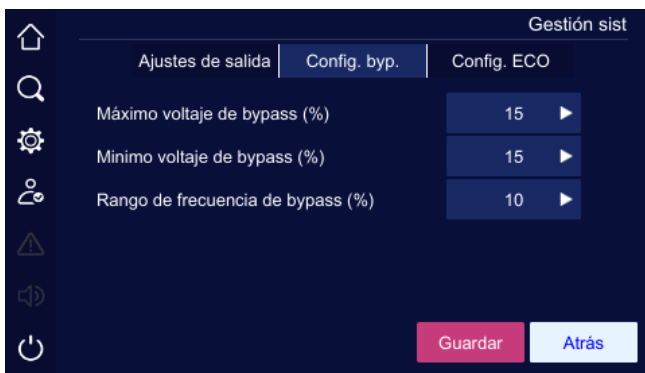 Gestión sist
Ajustes de salida Config. byp. Config. ECO
Máximo voltaje de bypass (%) 15
Minimo voltaje de bypass (%) 15
Rango de frecuencia de bypass (%) 10
Guardar Atrás